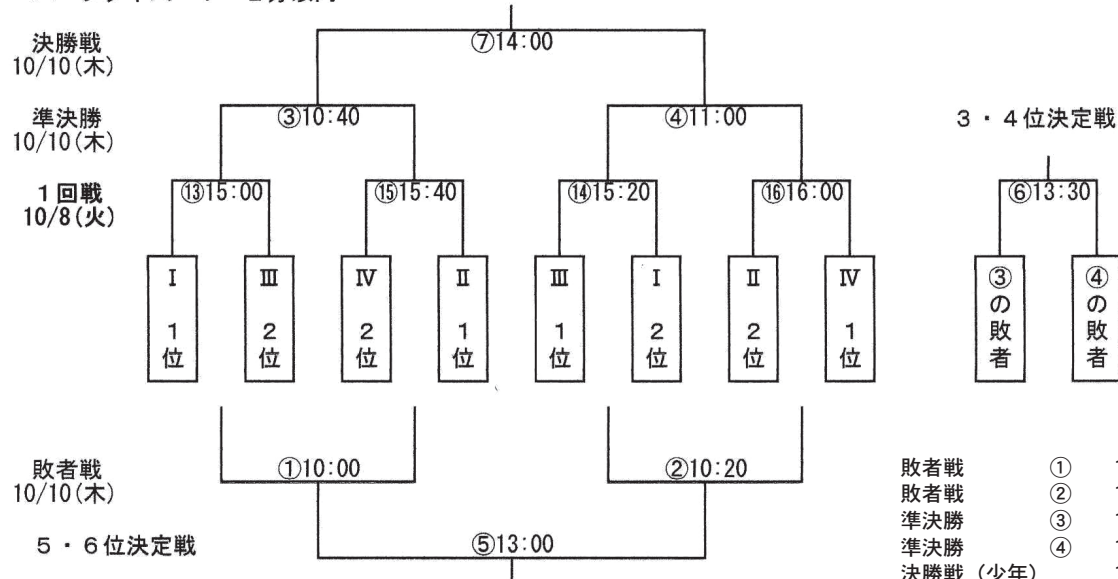 決勝戦
10/10(木)
⑦14:00
準決勝
10/10(木)
③10:40
④11:00
3・4位決定戦
1回戦
10/8(火)
⑬15:00
⑮15:40
⑭15:20
⑯16:00
⑥13:30
Ⅰ 1位
Ⅲ 2位
Ⅳ 2位
Ⅱ 1位
Ⅲ 1位
Ⅰ 2位
Ⅱ 2位
Ⅳ 1位
③の敗者
④の敗者
敗者戦
10/10(木)
①10:00
②10:20
敗者戦 ①
敗者戦 ②
準決勝 ③
準決勝 ④
決勝戦(少年)
5・6位決定戦
⑤13:00